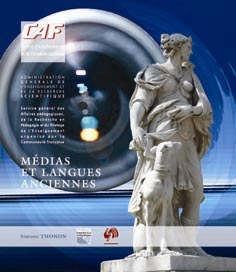 CAF
ADMINISTRATION
GÉNÉRALE DE
L'ENSEIGNEMENT ET
DE LA RECHERCHE
SCIENTIFIQUE
Service général des
Affaires pédagogiques,
de la Recherche en
Pédagogie et du Pilotage
de l'Enseignement
organisé par la
Communauté française
MÉDIAS
ET LANGUES
ANCIENNES
Simone THONON